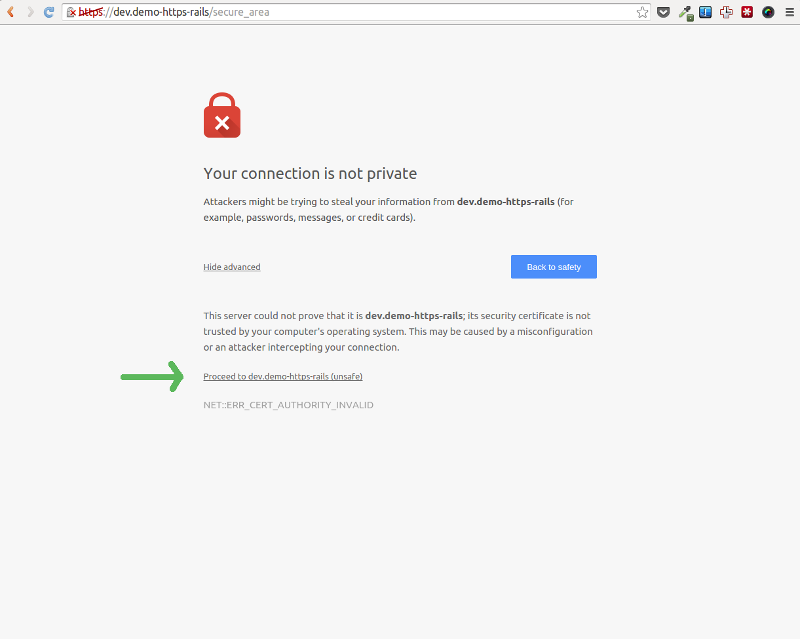 https://dev.demo-https-rails/secure_area
Your connection is not private
Attackers might be trying to steal your information from dev.demo-https-rails (for
example, passwords, messages, or credit cards).
Hide advanced
Back to safety
This server could not prove that it is dev.demo-https-rails; its security certificate is not
trusted by your computer's operating system. This may be caused by a misconfiguration
or an attacker intercepting your connection.
Proceed to dev.demo-https-rails (unsafe)
NET::ERR_CERT_AUTHORITY_INVALID